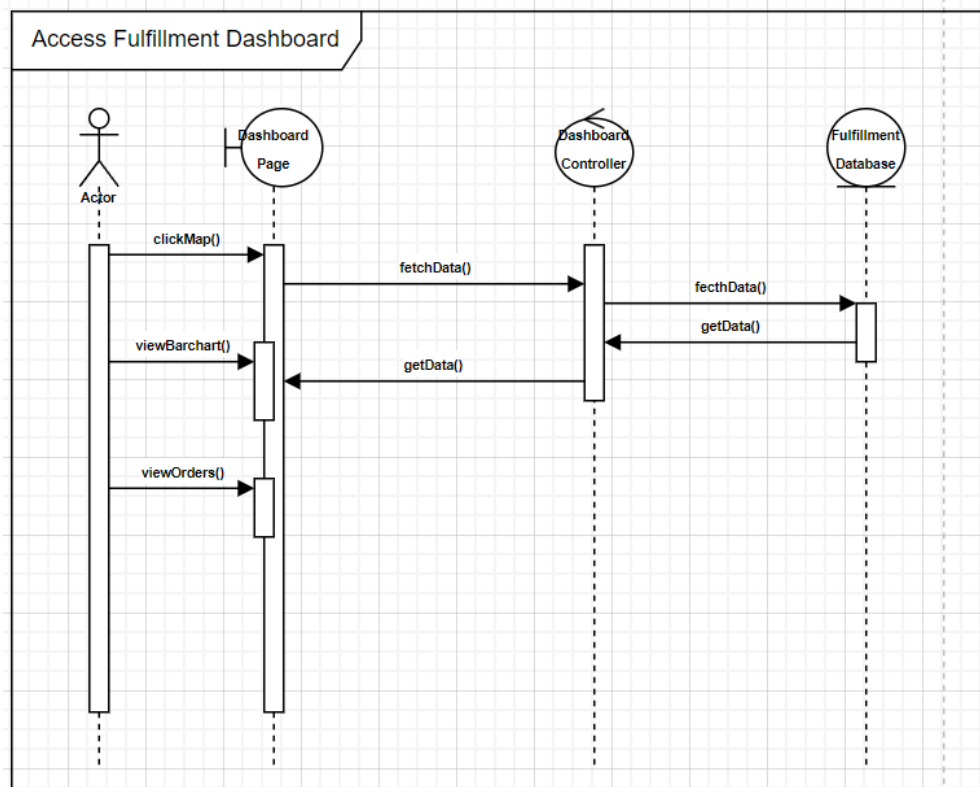 Access Fulfillment Dashboard
Dashboard
Page
Dashboard
Controller
Fulfillment
Database
Actor
clickMap()
fetchData()
fecthData()
getData()
viewBarchart()
getData()
viewOrders()